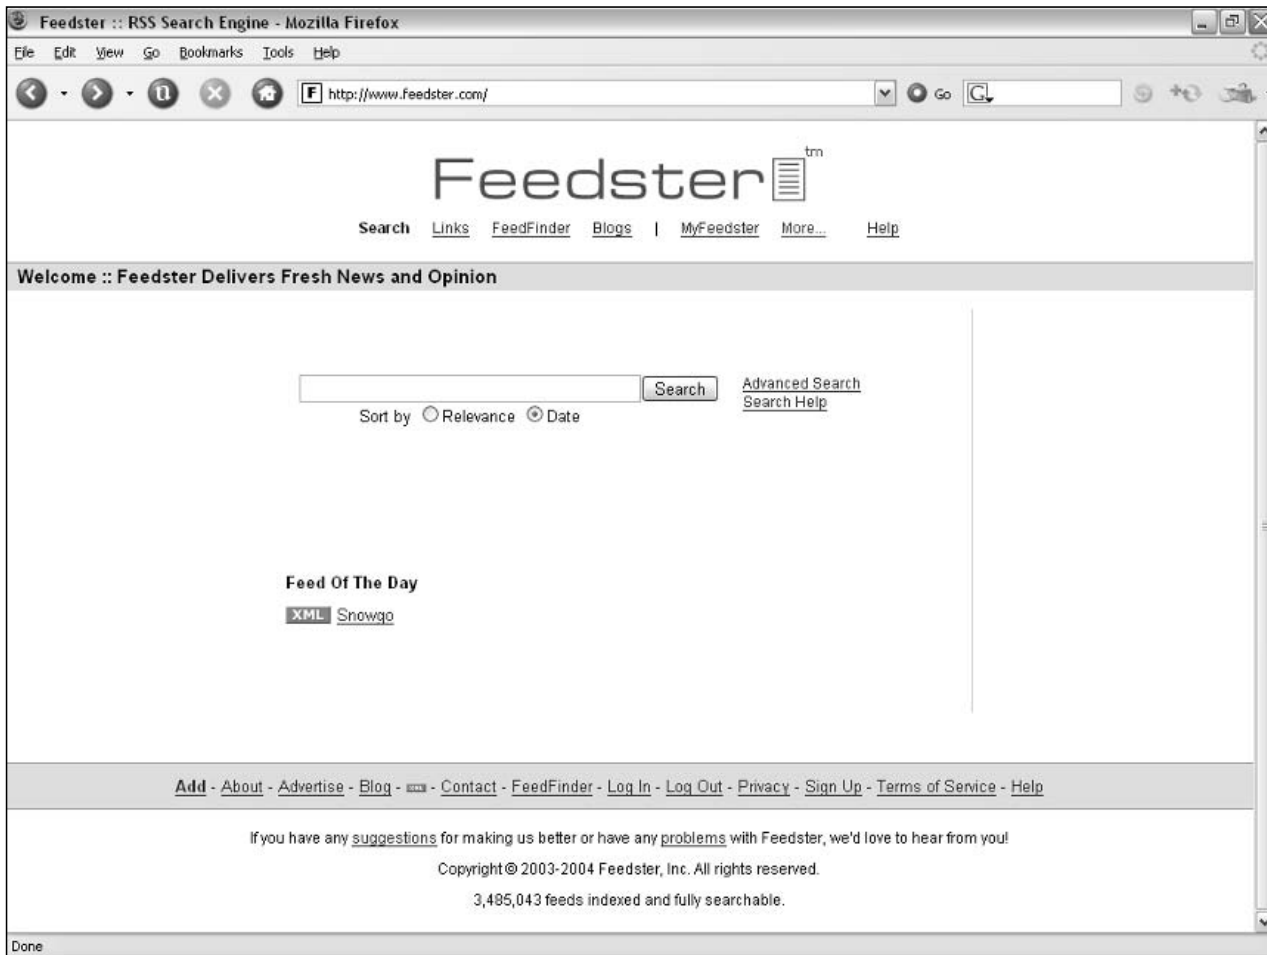 Feedster :: RSS Search Engine - Mozilla Firefox
File Edit View Go Bookmarks Tools Help
F http://www.feedster.com/ Go G
Feedster tm
Search Links FeedFinder Blogs | MyFeedster More... Help
Welcome :: Feedster Delivers Fresh News and Opinion
Search Advanced Search
Search Help
Sort by Relevance Date
Feed Of The Day
XML Snowgo
Add - About - Advertise - Blog - - Contact - FeedFinder - Log In - Log Out - Privacy - Sign Up - Terms of Service - Help
If you have any suggestions for making us better or have any problems with Feedster, we'd love to hear from you!
Copyright © 2003-2004 Feedster, Inc. All rights reserved.
3,485,043 feeds indexed and fully searchable.
Done